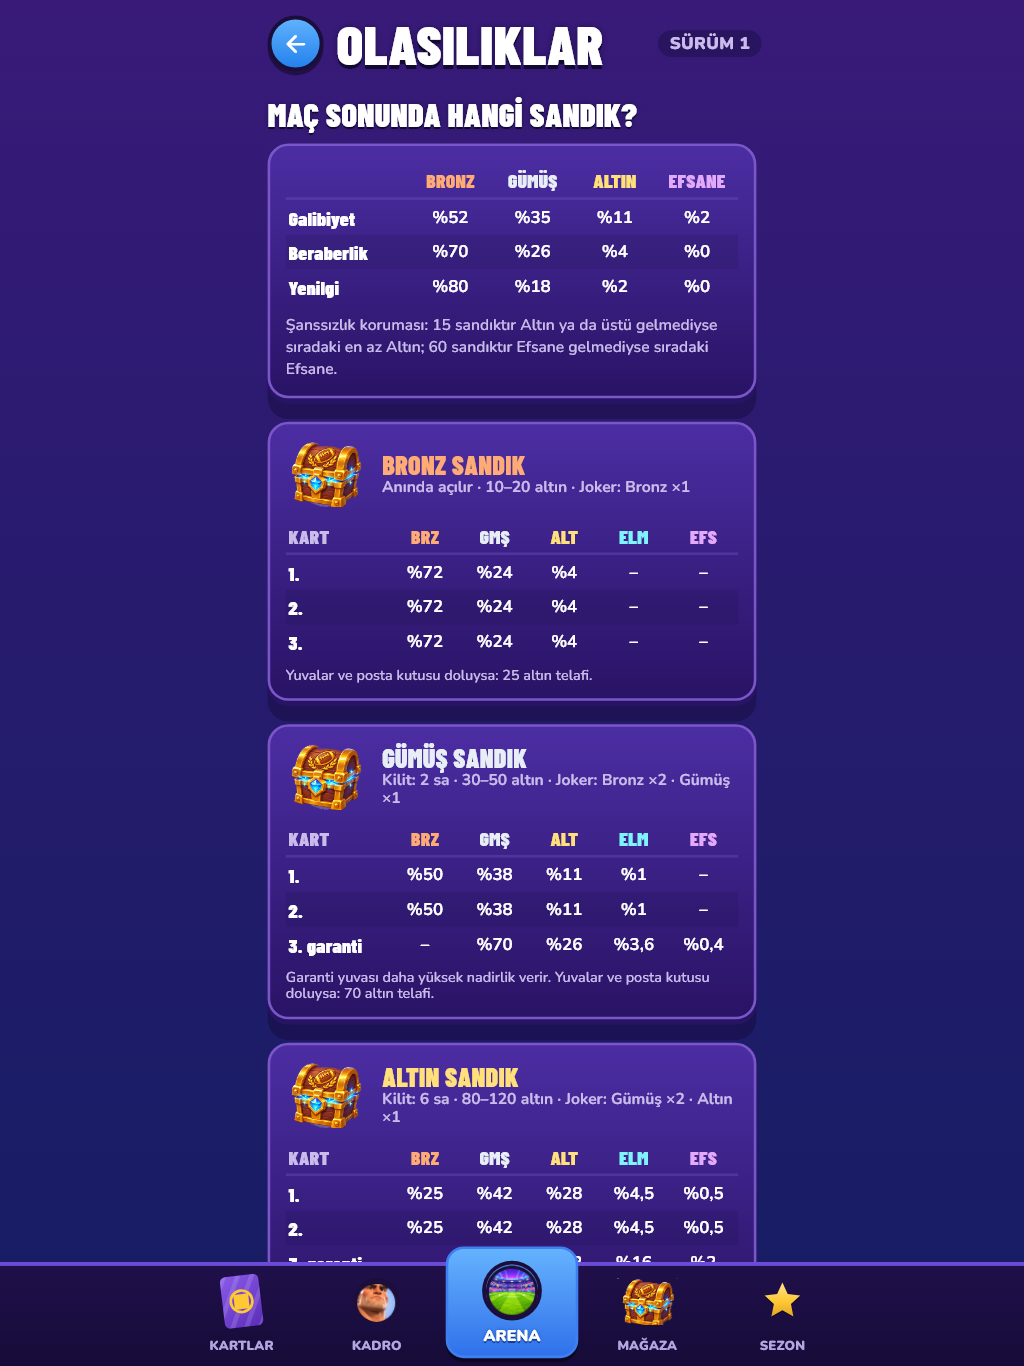 OLASILIKLAR
SÜRÜM 1
MAÇ SONUNDA HANGİ SANDIK?
BRONZ GÜMÜŞ ALTIN EFSANE
Galibiyet %52 %35 %11 %2
Beraberlik %70 %26 %4 %0
Yenilgi %80 %18 %2 %0
Şanssızlık koruması: 15 sandıktır Altın ya da üstü gelmediyse
sıradaki en az Altın; 60 sandıktır Efsane gelmediyse sıradaki
Efsane.
BRONZ SANDIK
Anında açılır · 10–20 altın · Joker: Bronz ×1
KART BRZ GMŞ ALT ELM EFS
1. %72 %24 %4 – –
2. %72 %24 %4 – –
3. %72 %24 %4 – –
Yuvalar ve posta kutusu doluysa: 25 altın telafi.
GÜMÜŞ SANDIK
Kilit: 2 sa · 30–50 altın · Joker: Bronz ×2 · Gümüş
×1
KART BRZ GMŞ ALT ELM EFS
1. %50 %38 %11 %1 –
2. %50 %38 %11 %1 –
3. garanti – %70 %26 %3,6 %0,4
Garanti yuvası daha yüksek nadirlik verir. Yuvalar ve posta kutusu
doluysa: 70 altın telafi.
ALTIN SANDIK
Kilit: 6 sa · 80–120 altın · Joker: Gümüş ×2 · Altın
×1
KART BRZ GMŞ ALT ELM EFS
1. %25 %42 %28 %4,5 %0,5
2. %25 %42 %28 %4,5 %0,5
KARTLAR
KADRO
ARENA
MAĞAZA
SEZON